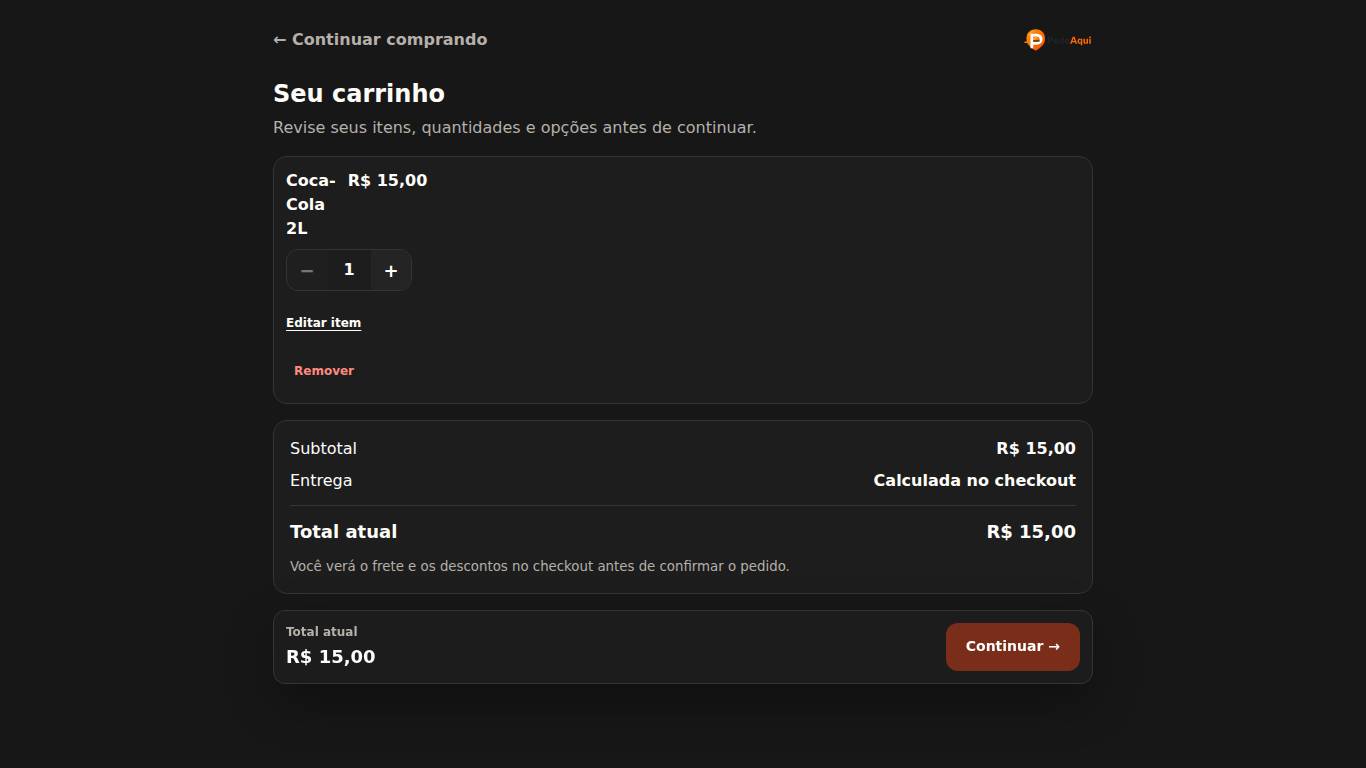 ← Continuar comprando
PedeAqui
Seu carrinho
Revise seus itens, quantidades e opções antes de continuar.
Coca- R$ 15,00
Cola
2L
− 1 +
Editar item
Remover
Subtotal R$ 15,00
Entrega Calculada no checkout
Total atual R$ 15,00
Você verá o frete e os descontos no checkout antes de confirmar o pedido.
Total atual
R$ 15,00
Continuar →